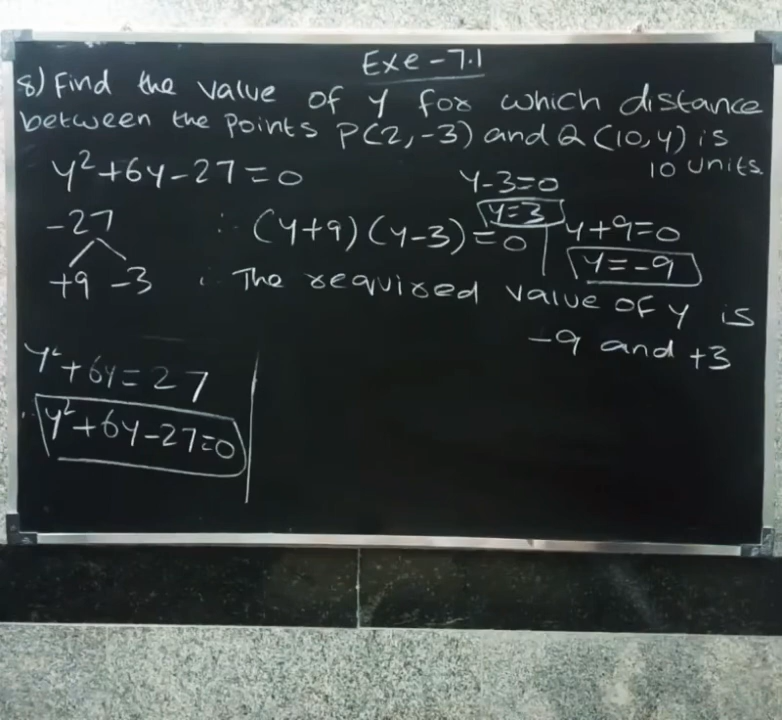 Exe-7.1
8) Find the value of y for which distance
between the points P(2,-3) and Q(10,y) is
10 units.
y²+6y-27=0
-27
+9 -3
y-3=0
y=3
∴ (y+9)(y-3)=0
y+9=0
y=-9
∴ The required value of y is
-9 and +3
y²+6y=27
∴ y²+6y-27=0